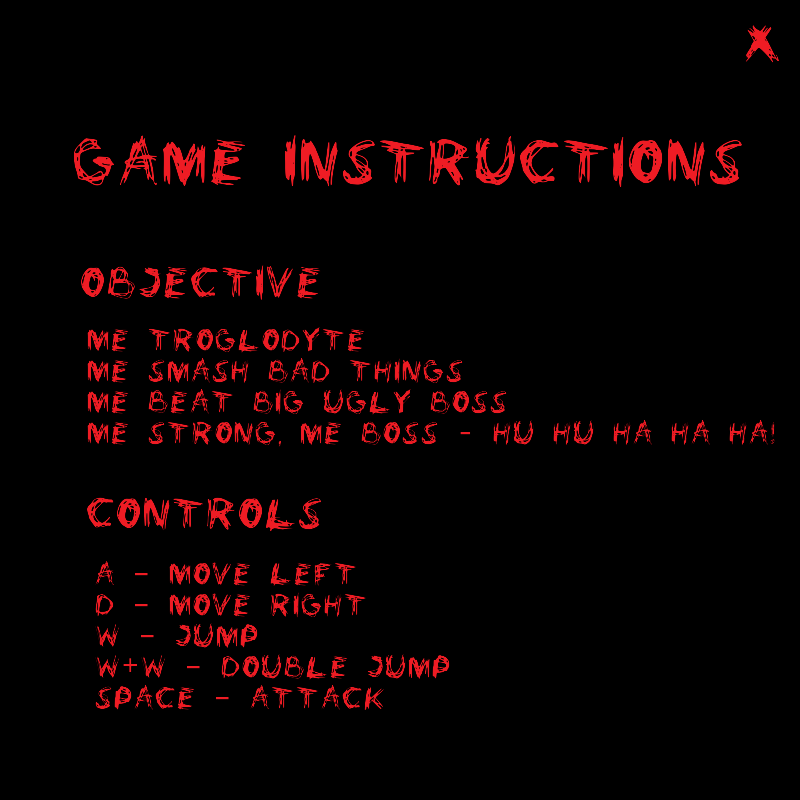 X
GAME INSTRUCTIONS
OBJECTIVE
ME TROGLODYTE
ME SMASH BAD THINGS
ME BEAT BIG UGLY BOSS
ME STRONG, ME BOSS - HU HU HA HA HA!
CONTROLS
A - MOVE LEFT
D - MOVE RIGHT
W - JUMP
W+W - DOUBLE JUMP
SPACE - ATTACK